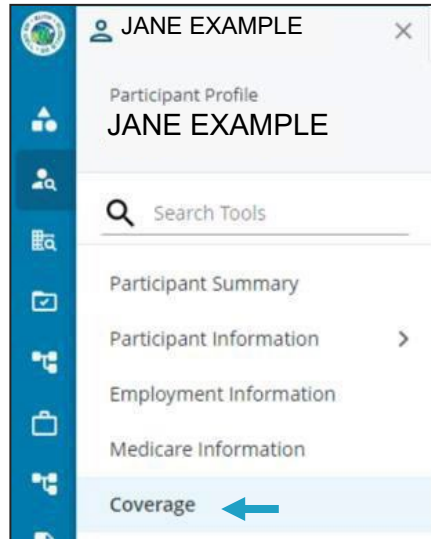 JANE EXAMPLE
Participant Profile
JANE EXAMPLE
Search Tools
Participant Summary
Participant Information
Employment Information
Medicare Information
Coverage